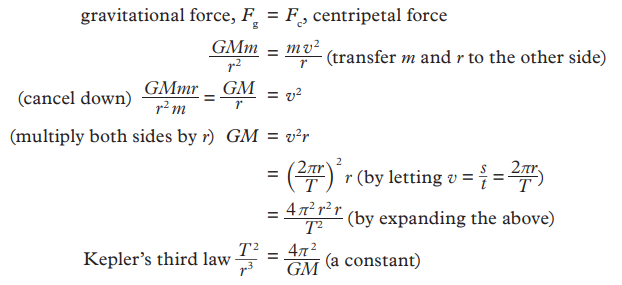 gravitational force, F_g = F_c, centripetal force
GMm/r² = mv²/r (transfer m and r to the other side)
(cancel down) GMmr/r²m = GM/r = v²
(multiply both sides by r) GM = v²r
= (2πr/T)² r (by letting v = s/t = 2πr/T)
= 4π²r²r/T² (by expanding the above)
Kepler’s third law T²/r³ = 4π²/GM (a constant)